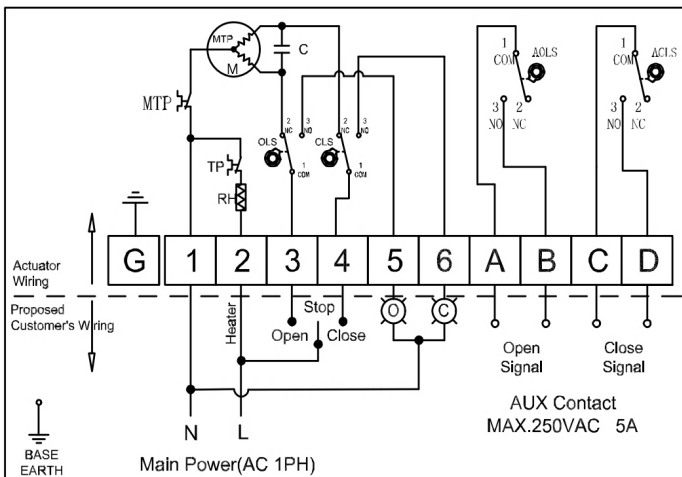 MTP
M
C
MTP
OLS
2
NC
3
NO
1
COM
CLS
2
NC
3
NO
1
COM
TP
RH
1
COM
AOLS
3
NO
2
NC
1
COM
ACLS
3
NO
2
NC
G 1 2 3 4 5 6 A B C D
Actuator
Wiring
Proposed
Customer's Wiring
Heater
Stop
Open
Close
O
C
Open
Signal
Close
Signal
AUX Contact
MAX.250VAC 5A
N L
BASE
EARTH
Main Power(AC 1PH)